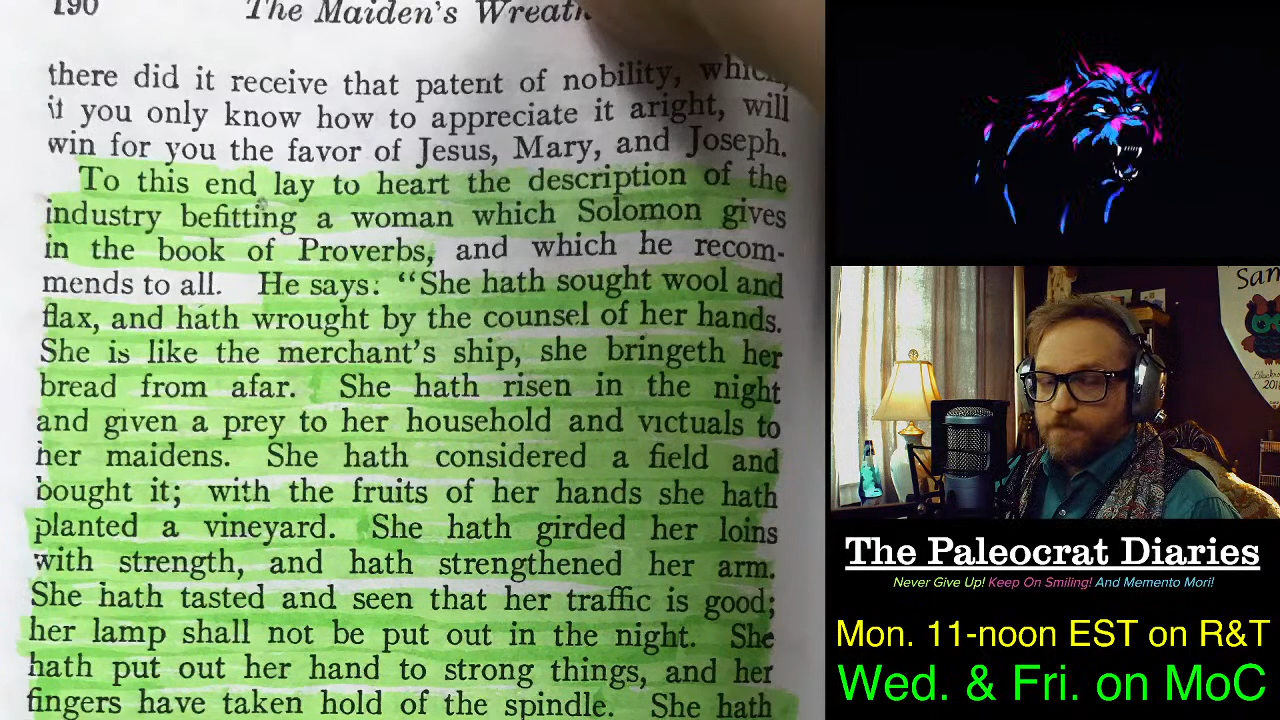 190 The Maiden's Wreath
there did it receive that patent of nobility, which,
if you only know how to appreciate it aright, will
win for you the favor of Jesus, Mary, and Joseph.
To this end lay to heart the description of the
industry befitting a woman which Solomon gives
in the book of Proverbs, and which he recom-
mends to all. He says: “She hath sought wool and
flax, and hath wrought by the counsel of her hands.
She is like the merchant's ship, she bringeth her
bread from afar. She hath risen in the night
and given a prey to her household and victuals to
her maidens. She hath considered a field and
bought it; with the fruits of her hands she hath
planted a vineyard. She hath girded her loins
with strength, and hath strengthened her arm.
She hath tasted and seen that her traffic is good;
her lamp shall not be put out in the night. She
hath put out her hand to strong things, and her
fingers have taken hold of the spindle. She hath
San
The Paleocrat Diaries
Never Give Up! Keep On Smiling! And Memento Mori!
Mon. 11-noon EST on R&T
Wed. & Fri. on MoC